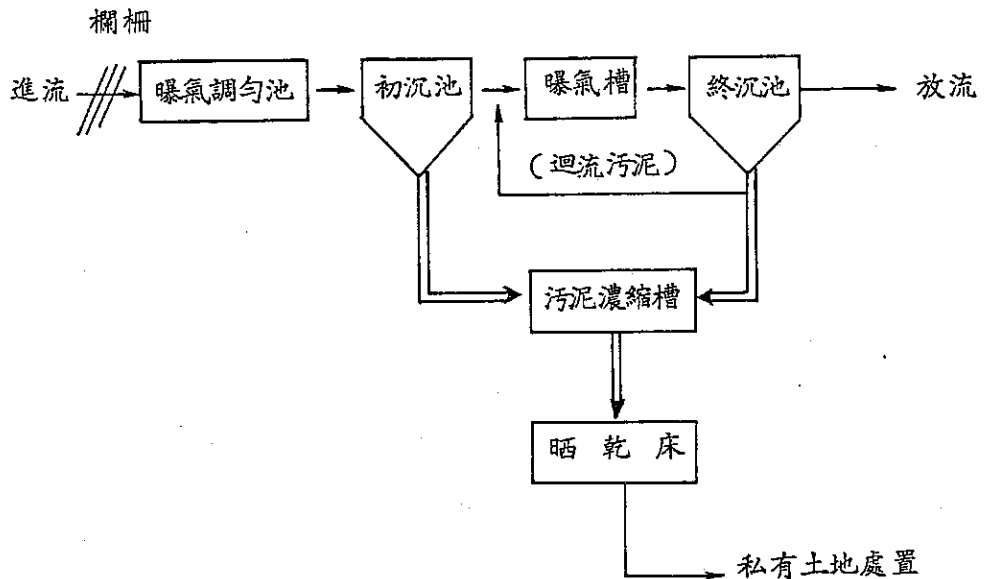 欄柵
進流
曝氣調勻池
初沉池
曝氣槽
終沉池
放流
(迴流污泥)
污泥濃縮槽
晒乾床
私有土地處置